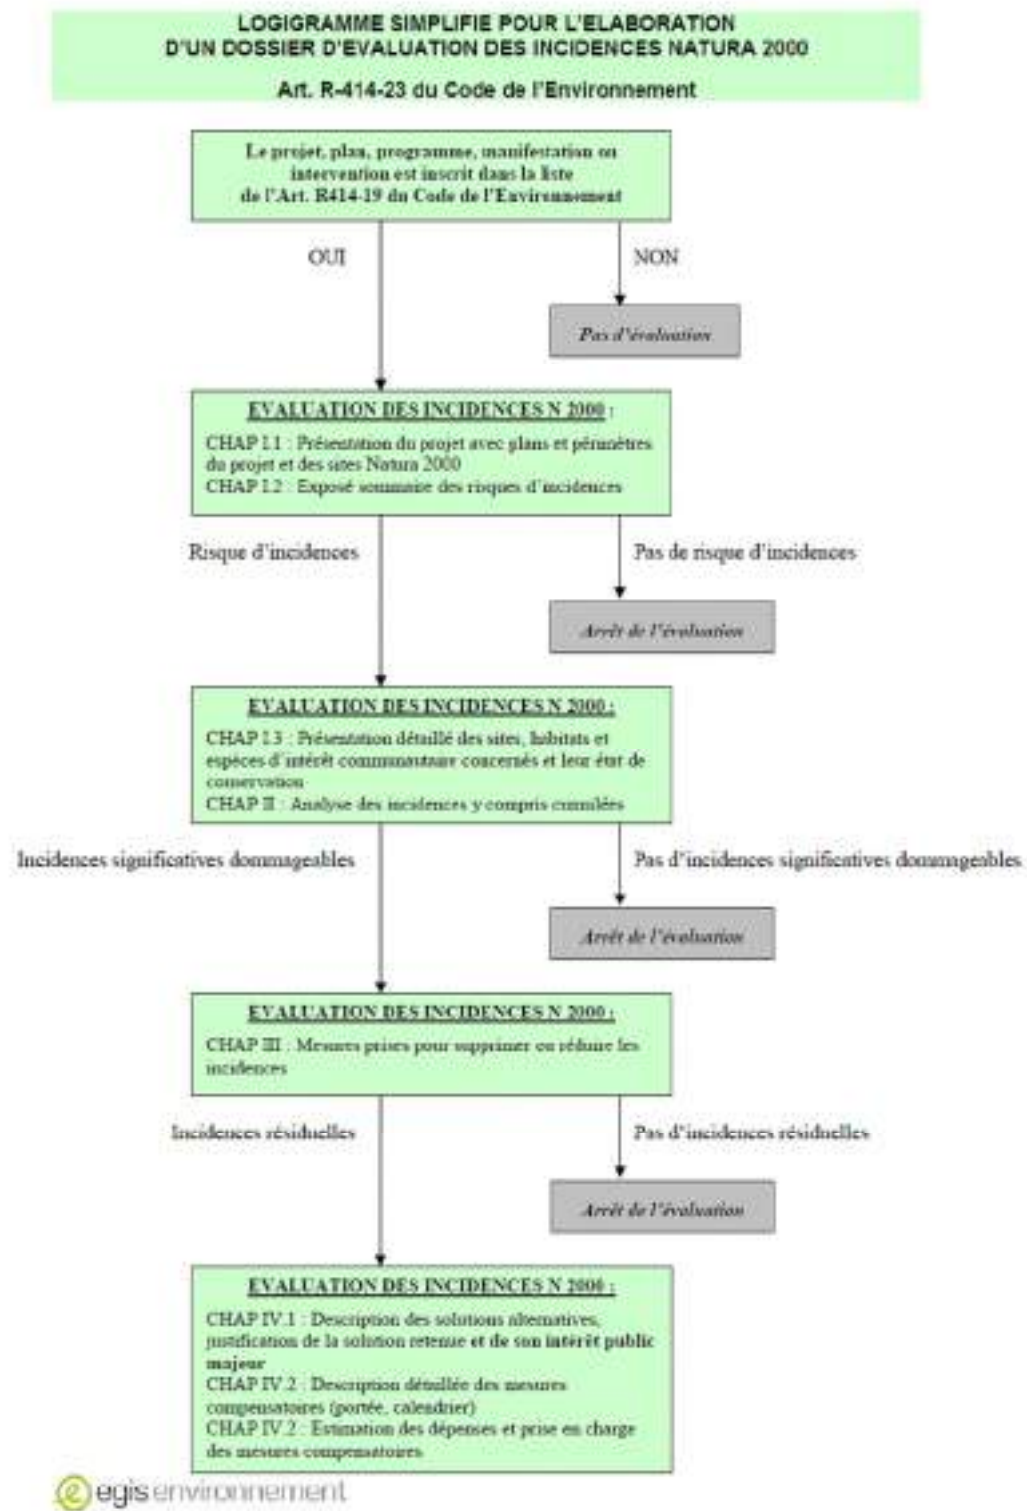 LOGIGRAMME SIMPLIFIE POUR L'ELABORATION
D'UN DOSSIER D'EVALUATION DES INCIDENCES NATURA 2000
Art. R-414-23 du Code de l'Environnement
Le projet, plan, programme, manifestation ou
intervention est inscrit dans la liste
de l'Art. R414-19 du Code de l'Environnement
OUI
NON
Pas d'évaluation
EVALUATION DES INCIDENCES N 2000 :
CHAP I.1 : Présentation du projet avec plans et périmètres
du projet et des sites Natura 2000
CHAP I.2 : Exposé sommaire des risques d'incidences
Risque d'incidences
Pas de risque d'incidences
Arrêt de l'évaluation
EVALUATION DES INCIDENCES N 2000 :
CHAP I.3 : Présentation détaillé des sites, habitats et
espèces d'intérêt communautaire concernés et leur état de
conservation
CHAP II : Analyse des incidences y compris cumulées
Incidences significatives dommageables
Pas d'incidences significatives dommageables
Arrêt de l'évaluation
EVALUATION DES INCIDENCES N 2000 :
CHAP III : Mesures prises pour supprimer ou réduire les
incidences
Incidences résiduelles
Pas d'incidences résiduelles
Arrêt de l'évaluation
EVALUATION DES INCIDENCES N 2000 :
CHAP IV.1 : Description des solutions alternatives,
justification de la solution retenue et de son intérêt public
majeur
CHAP IV.2 : Description détaillée des mesures
compensatoires (portée, calendrier)
CHAP IV.2 : Estimation des dépenses et prise en charge
des mesures compensatoires
egis environnement